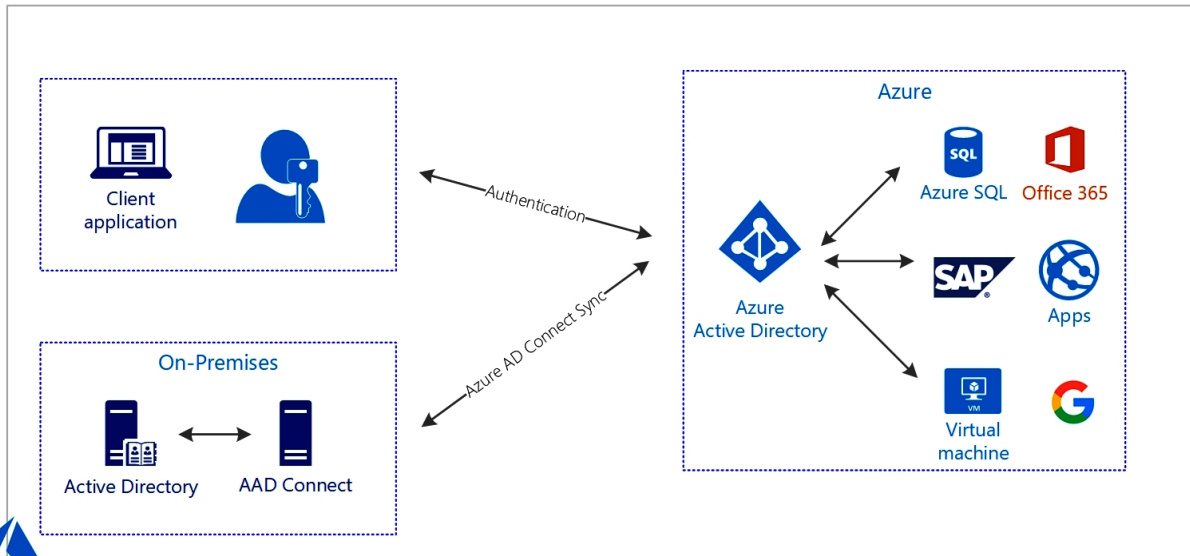 Client
application
Authentication
Azure AD Connect Sync
On-Premises
Active Directory
AAD Connect
Azure
SQL
Azure SQL
Office 365
Azure
Active Directory
SAP
®
Apps
VM
Virtual
machine
G